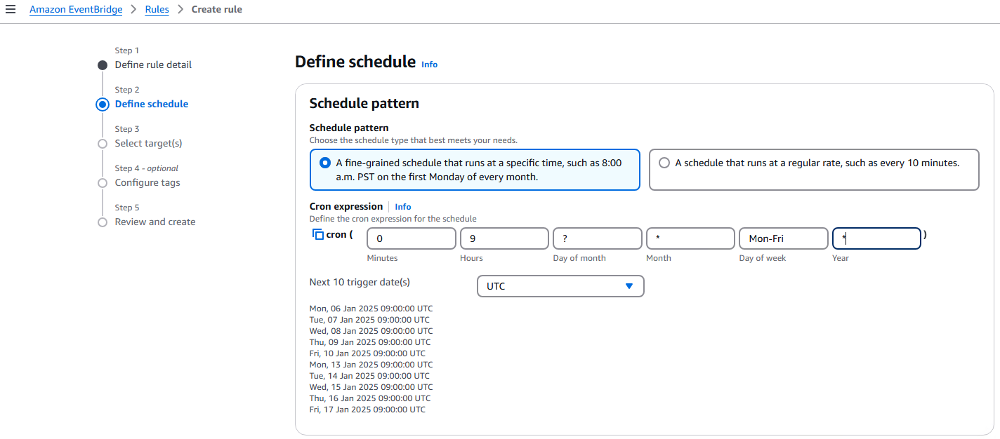 Amazon EventBridge > Rules > Create rule
Step 1
Define rule detail
Step 2
Define schedule
Step 3
Select target(s)
Step 4 - optional
Configure tags
Step 5
Review and create
Define schedule Info
Schedule pattern
Schedule pattern
Choose the schedule type that best meets your needs.
A fine-grained schedule that runs at a specific time, such as 8:00
a.m. PST on the first Monday of every month.
A schedule that runs at a regular rate, such as every 10 minutes.
Cron expression Info
Define the cron expression for the schedule
cron ( 0 9 ? * Mon-Fri * )
Minutes Hours Day of month Month Day of week Year
Next 10 trigger date(s) UTC
Mon, 06 Jan 2025 09:00:00 UTC
Tue, 07 Jan 2025 09:00:00 UTC
Wed, 08 Jan 2025 09:00:00 UTC
Thu, 09 Jan 2025 09:00:00 UTC
Fri, 10 Jan 2025 09:00:00 UTC
Mon, 13 Jan 2025 09:00:00 UTC
Tue, 14 Jan 2025 09:00:00 UTC
Wed, 15 Jan 2025 09:00:00 UTC
Thu, 16 Jan 2025 09:00:00 UTC
Fri, 17 Jan 2025 09:00:00 UTC